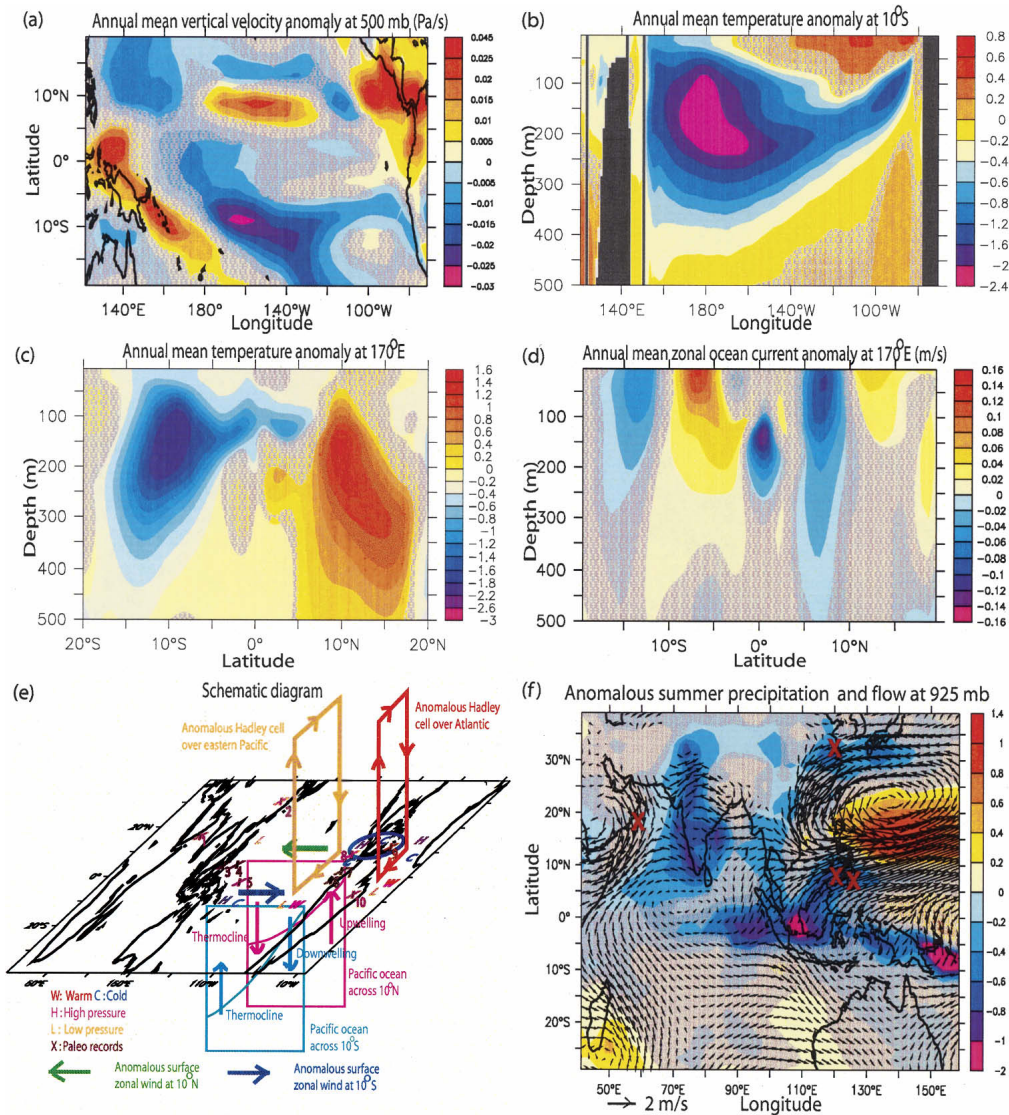 (a) Annual mean vertical velocity anomaly at 500 mb (Pa/s)
0.045
0.035
0.025
0.015
0.01
0.005
0
−0.005
−0.01
−0.015
−0.02
−0.025
−0.03
Latitude
10°N
0°
10°S
140°E 180° 140°W 100°W
Longitude
(b) Annual mean temperature anomaly at 10°S
0.8
0.6
0.4
0.2
0
−0.2
−0.4
−0.6
−0.8
−1.2
−1.6
−2
−2.4
Depth (m)
100
200
300
400
500
140°E 180° 140°W 100°W
Longitude
(c) Annual mean temperature anomaly at 170°E
1.6
1.4
1.2
1
0.8
0.6
0.4
0.2
0
−0.2
−0.4
−0.6
−0.8
−1
−1.2
−1.4
−1.8
−2.2
−2.6
−3
Depth (m)
100
200
300
400
500
20°S 10°S 0° 10°N 20°N
Latitude
(d) Annual mean zonal ocean current anomaly at 170°E (m/s)
0.16
0.14
0.12
0.1
0.08
0.06
0.04
0.02
0
−0.02
−0.04
−0.06
−0.08
−0.1
−0.12
−0.14
−0.16
Depth (m)
100
200
300
400
500
10°S 0° 10°N
Latitude
(e) Schematic diagram
Anomalous Hadley cell
over eastern Pacific
Anomalous Hadley
cell over Atlantic
20°N
0°
20°S
60°E 160°E 110°W 10°W
Thermocline
Upwelling
Downwelling
Thermocline
Pacific ocean
across 10°N
Pacific ocean
across 10°S
W: Warm C :Cold
H : High pressure
L : Low pressure
X : Paleo records
Anomalous surface
zonal wind at 10°N
Anomalous surface
zonal wind at 10°S
(f) Anomalous summer precipitation and flow at 925 mb
1.4
1
0.8
0.6
0.4
0.2
0
−0.2
−0.4
−0.6
−0.8
−1
−2
Latitude
30°N
20°N
10°N
0°
10°S
20°S
X
X
X
X
50°E 70°E 90°E 110°E 130°E 150°E
2 m/s
Longitude